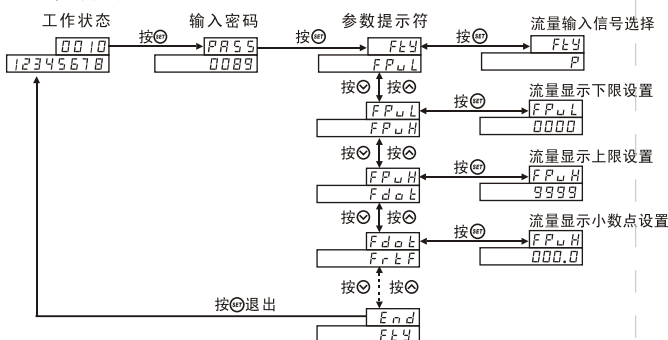 工作状态 输入密码 参数提示符 流量输入信号选择
0010 按SET PASS 按SET FtY 按SET FtY
12345678 0089 FPuL P
按 按
流量显示下限设置
FPuL 按SET FPuL
FPuH 0000
按 按
流量显示上限设置
FPuH 按SET FPuH
Fdot 9999
按 按
流量显示小数点设置
Fdot 按SET FPuH
FrtF 000.0
按 按
按SET退出
End
FtY